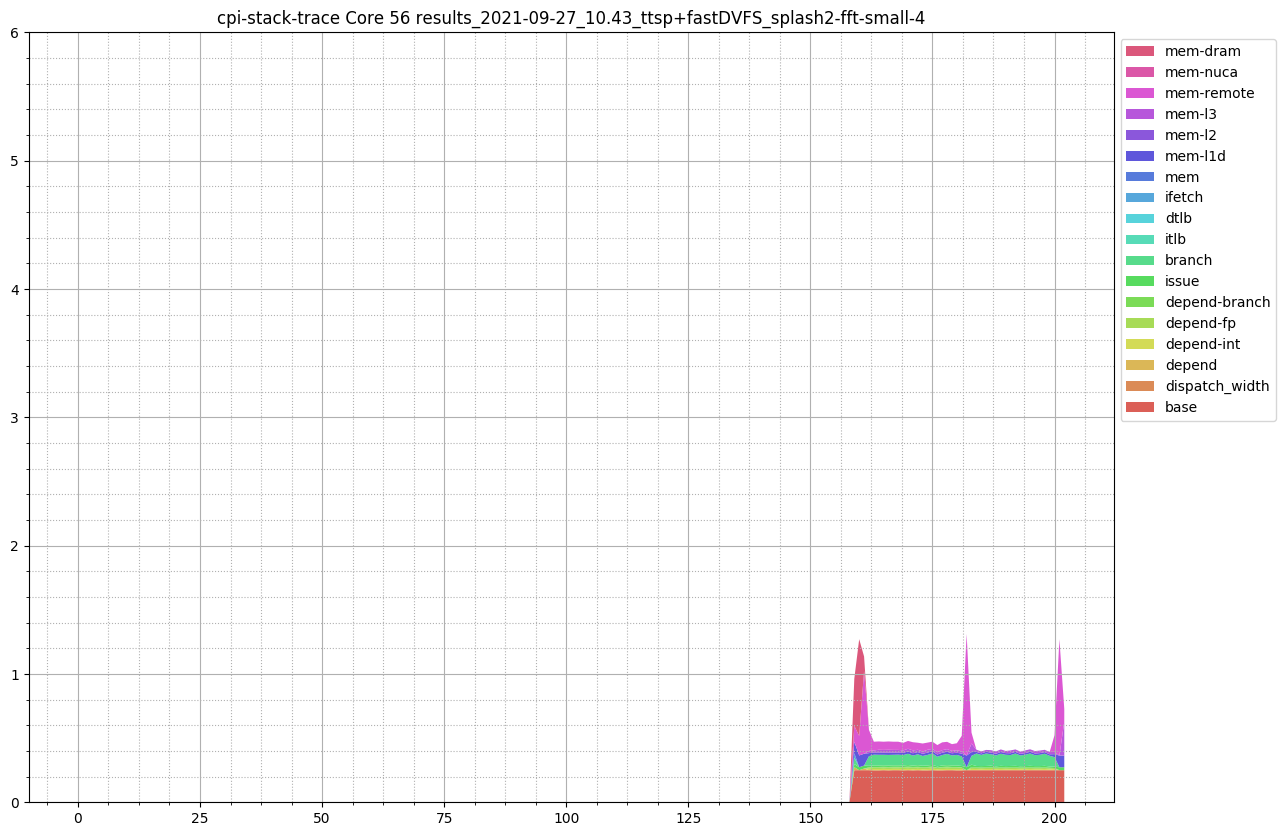 cpi-stack-trace Core 56 results_2021-09-27_10.43_ttsp+fastDVFS_splash2-fft-small-4
6
5
4
3
2
1
0
0 25 50 75 100 125 150 175 200
mem-dram
mem-nuca
mem-remote
mem-l3
mem-l2
mem-l1d
mem
ifetch
dtlb
itlb
branch
issue
depend-branch
depend-fp
depend-int
depend
dispatch_width
base